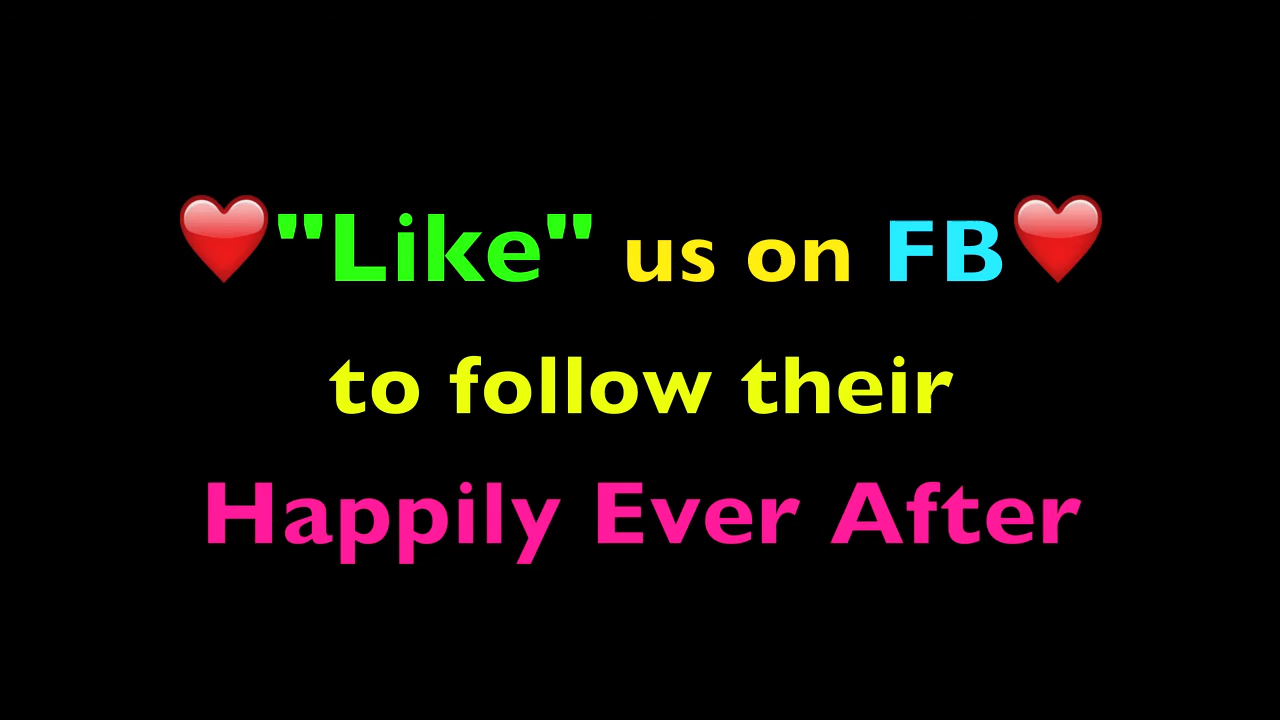 ❤️"Like" us on FB❤️
to follow their
Happily Ever After